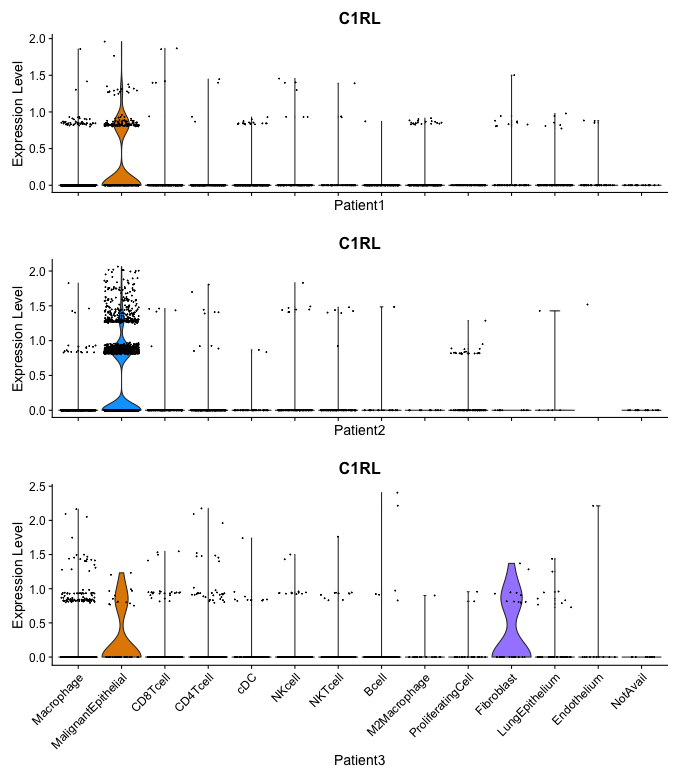 C1RL
Expression Level
2.0
1.5
1.0
0.5
0.0
Patient1
C1RL
Expression Level
2.0
1.5
1.0
0.5
0.0
Patient2
C1RL
Expression Level
2.5
2.0
1.5
1.0
0.5
0.0
Macrophage
MalignantEpithelial
CD8Tcell
CD4Tcell
cDC
NKcell
NKTcell
Bcell
M2Macrophage
ProliferatingCell
Fibroblast
LungEpithelium
Endothelium
NotAvail
Patient3